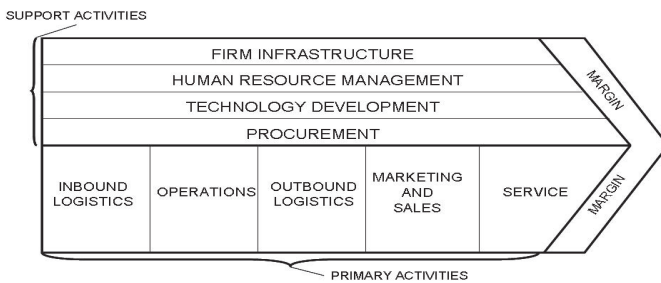 SUPPORT ACTIVITIES
FIRM INFRASTRUCTURE
HUMAN RESOURCE MANAGEMENT
TECHNOLOGY DEVELOPMENT
PROCUREMENT
MARGIN
INBOUND
LOGISTICS
OPERATIONS
OUTBOUND
LOGISTICS
MARKETING
AND
SALES
SERVICE
MARGIN
PRIMARY ACTIVITIES